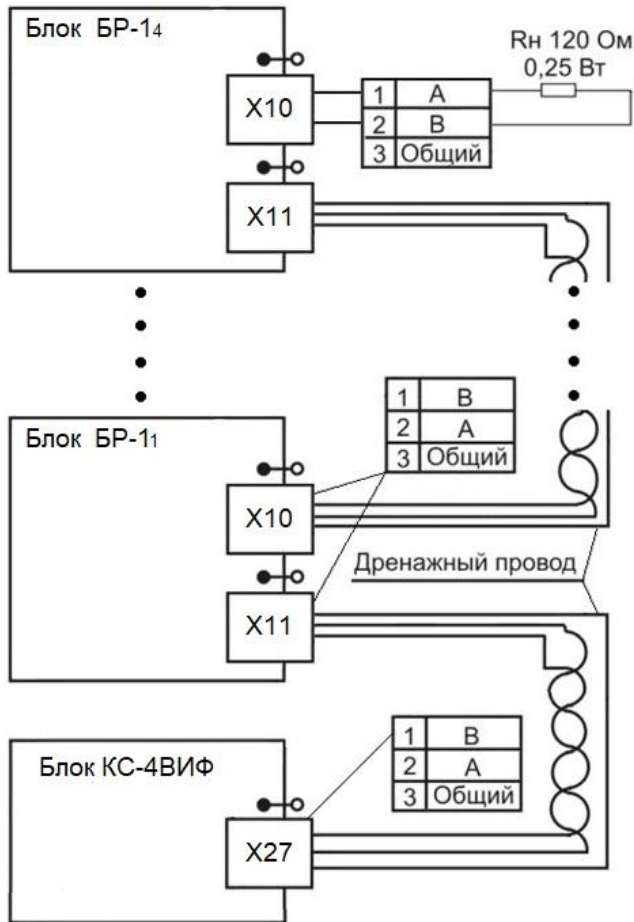 Блок БР-14
Rн 120 Ом
0,25 Вт
X10
1 A
2 B
3 Общий
X11
1 B
2 A
3 Общий
Блок БР-11
X10
Дренажный провод
X11
1 B
2 A
3 Общий
Блок КС-4ВИФ
X27